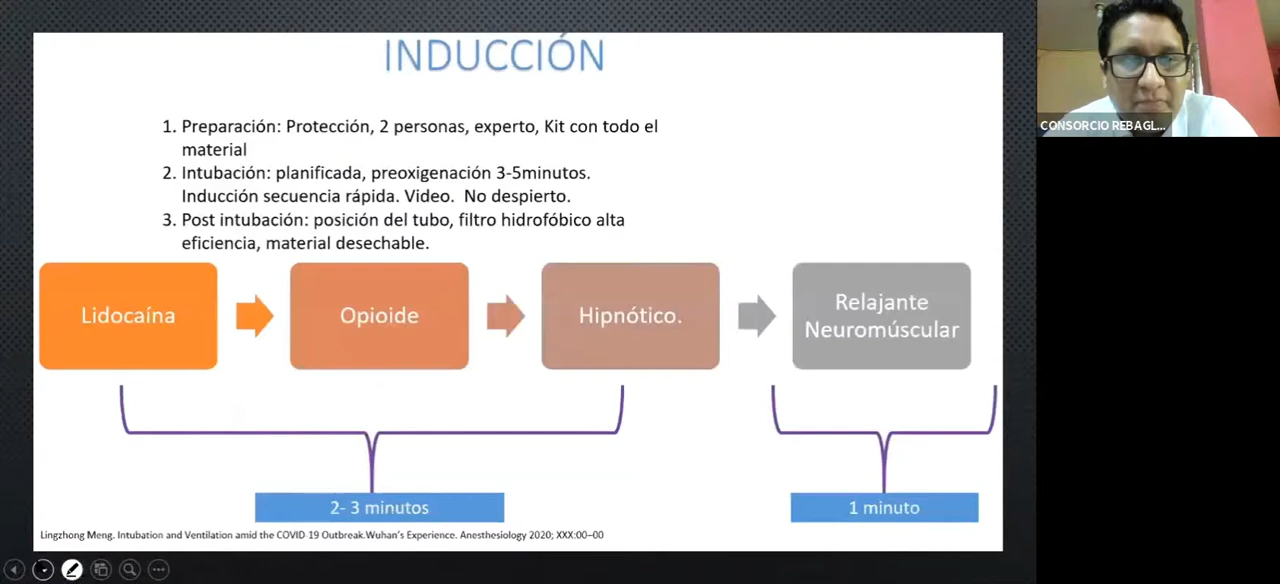 INDUCCIÓN
1. Preparación: Protección, 2 personas, experto, Kit con todo el
material
2. Intubación: planificada, preoxigenación 3-5minutos.
Inducción secuencia rápida. Video.  No despierto.
3. Post intubación: posición del tubo, filtro hidrofóbico alta
eficiencia, material desechable.
Lidocaína
Opioide
Hipnótico.
Relajante
Neuromúscular
2- 3 minutos
1 minuto
Lingzhong Meng. Intubation and Ventilation amid the COVID-19 Outbreak.Wuhan's Experience. Anesthesiology 2020; XXX:00–00
CONSORCIO REBAGL...